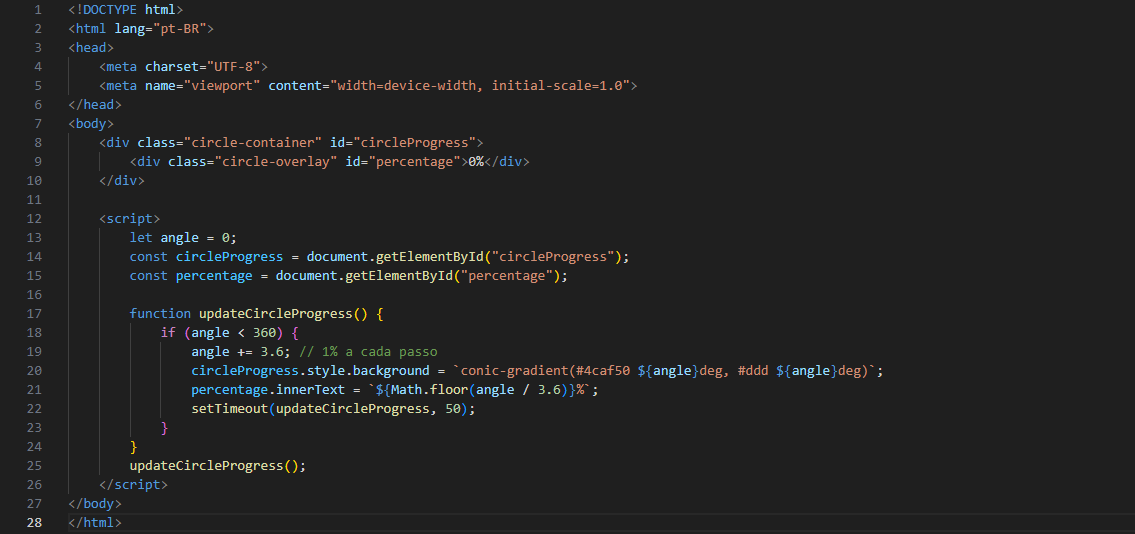 1 <!DOCTYPE html>
2 <html lang="pt-BR">
3 <head>
4     <meta charset="UTF-8">
5     <meta name="viewport" content="width=device-width, initial-scale=1.0">
6 </head>
7 <body>
8     <div class="circle-container" id="circleProgress">
9         <div class="circle-overlay" id="percentage">0%</div>
10     </div>
11
12     <script>
13         let angle = 0;
14         const circleProgress = document.getElementById("circleProgress");
15         const percentage = document.getElementById("percentage");
16
17         function updateCircleProgress() {
18             if (angle < 360) {
19                 angle += 3.6; // 1% a cada passo
20                 circleProgress.style.background = `conic-gradient(#4caf50 ${angle}deg, #ddd ${angle}deg)`;
21                 percentage.innerText = `${Math.floor(angle / 3.6)}%`;
22                 setTimeout(updateCircleProgress, 50);
23             }
24         }
25         updateCircleProgress();
26     </script>
27 </body>
28 </html>